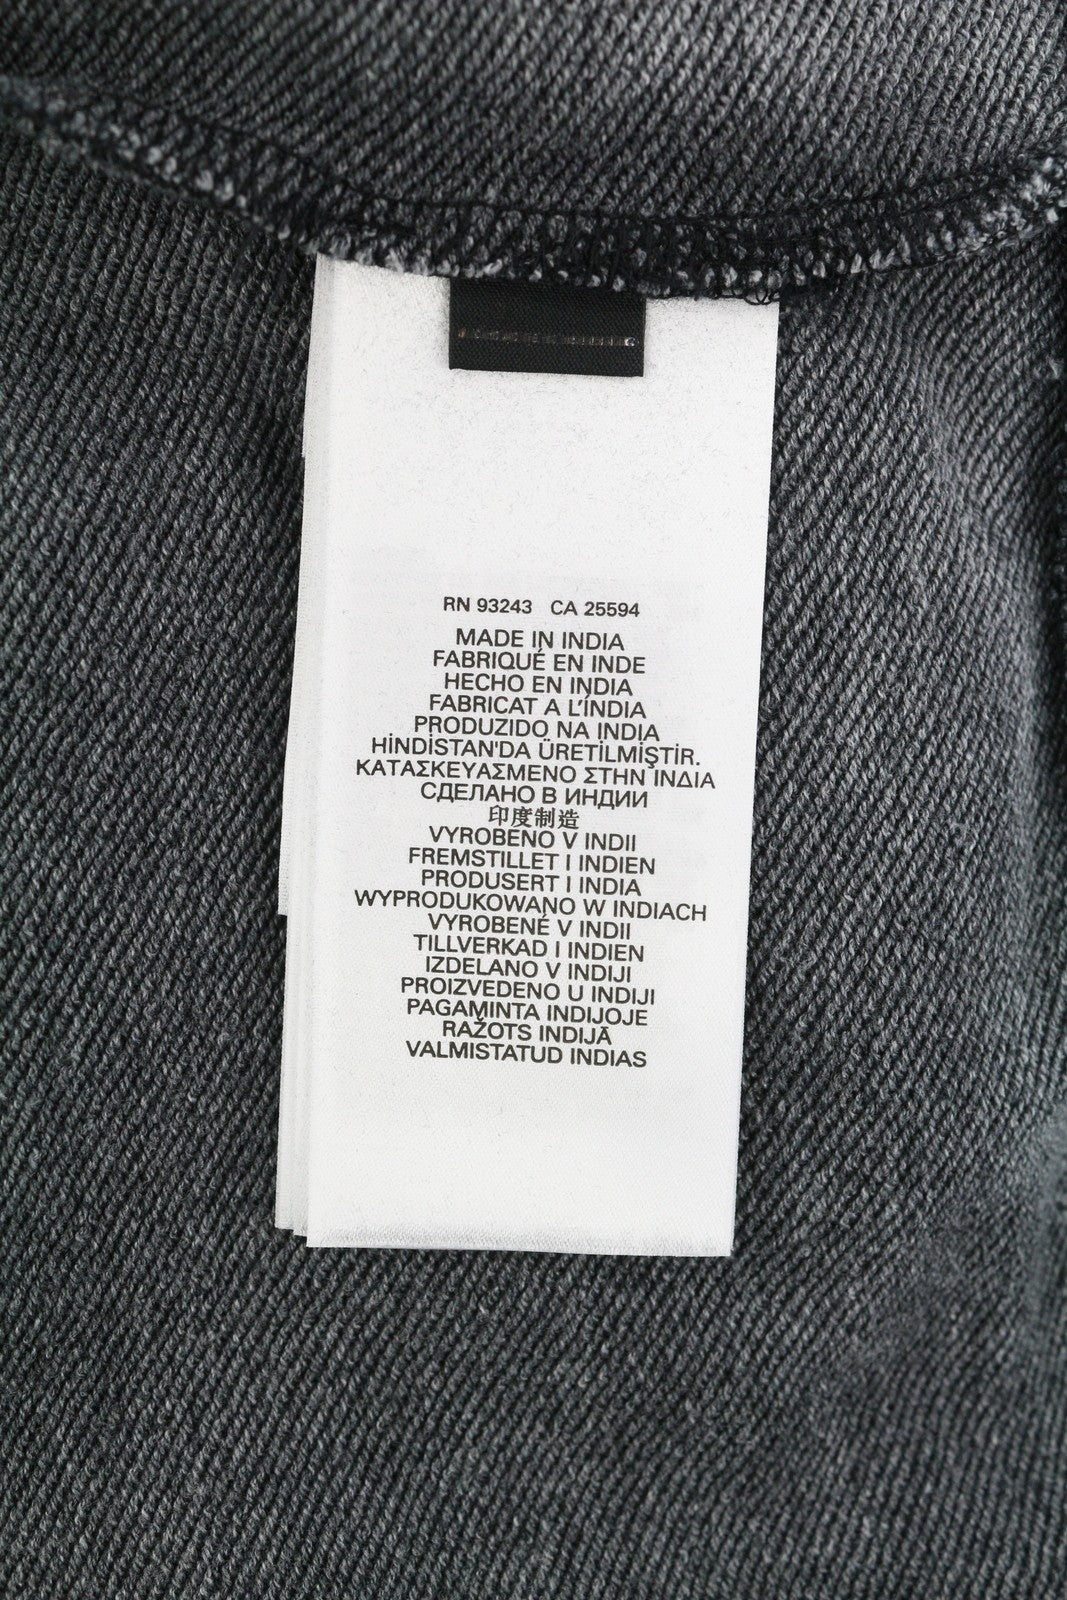 RN 93243 CA 25594
MADE IN INDIA
FABRIQUÉ EN INDE
HECHO EN INDIA
FABRICAT A L'ÍNDIA
PRODUZIDO NA INDIA
HİNDİSTAN'DA ÜRETİLMİŞTİR.
ΚΑΤΑΣΚΕΥΑΣΜΕΝΟ ΣΤΗΝ ΙΝΔΙΑ
СДЕЛАНО В ИНДИИ
印度制造
VYROBENO V INDII
FREMSTILLET I INDIEN
PRODUSERT I INDIA
WYPRODUKOWANO W INDIACH
VYROBENÉ V INDII
TILLVERKAD I INDIEN
IZDELANO V INDIJI
PROIZVEDENO U INDIJI
PAGAMINTA INDIJOJE
RAŽOTS INDIJĀ
VALMISTATUD INDIAS